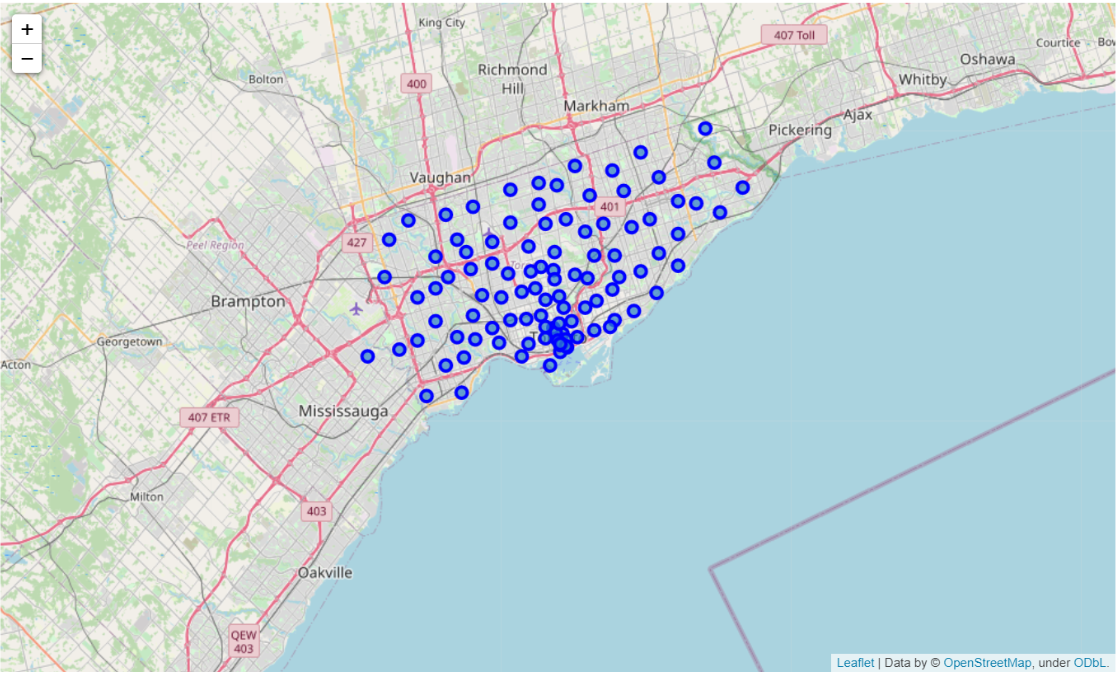 +
−
King City
407 Toll
Courtice
Oshawa
Whitby
Richmond
Hill
Bolton
400
Markham
Ajax
Pickering
Vaughan
401
427
Peel Region
Brampton
Georgetown
Acton
Mississauga
407 ETR
Milton
403
Oakville
QEW
403
Leaflet | Data by © OpenStreetMap, under ODbL.